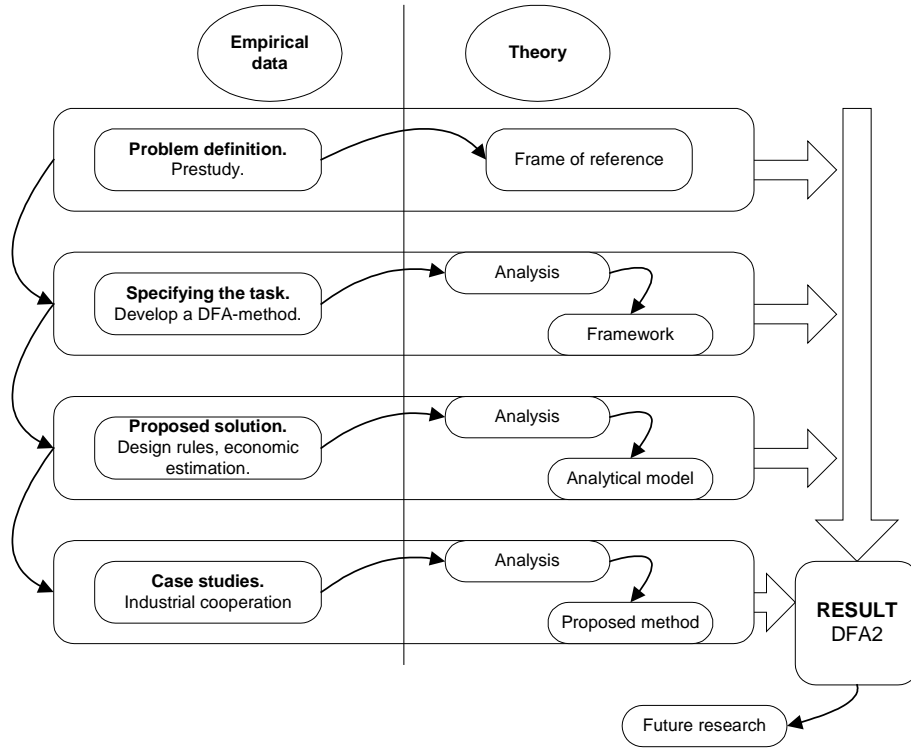 Empirical
data
Theory
Problem definition.
Prestudy.
Frame of reference
Specifying the task.
Develop a DFA-method.
Analysis
Framework
Proposed solution.
Design rules, economic
estimation.
Analysis
Analytical model
Case studies.
Industrial cooperation
Analysis
Proposed method
RESULT
DFA2
Future research